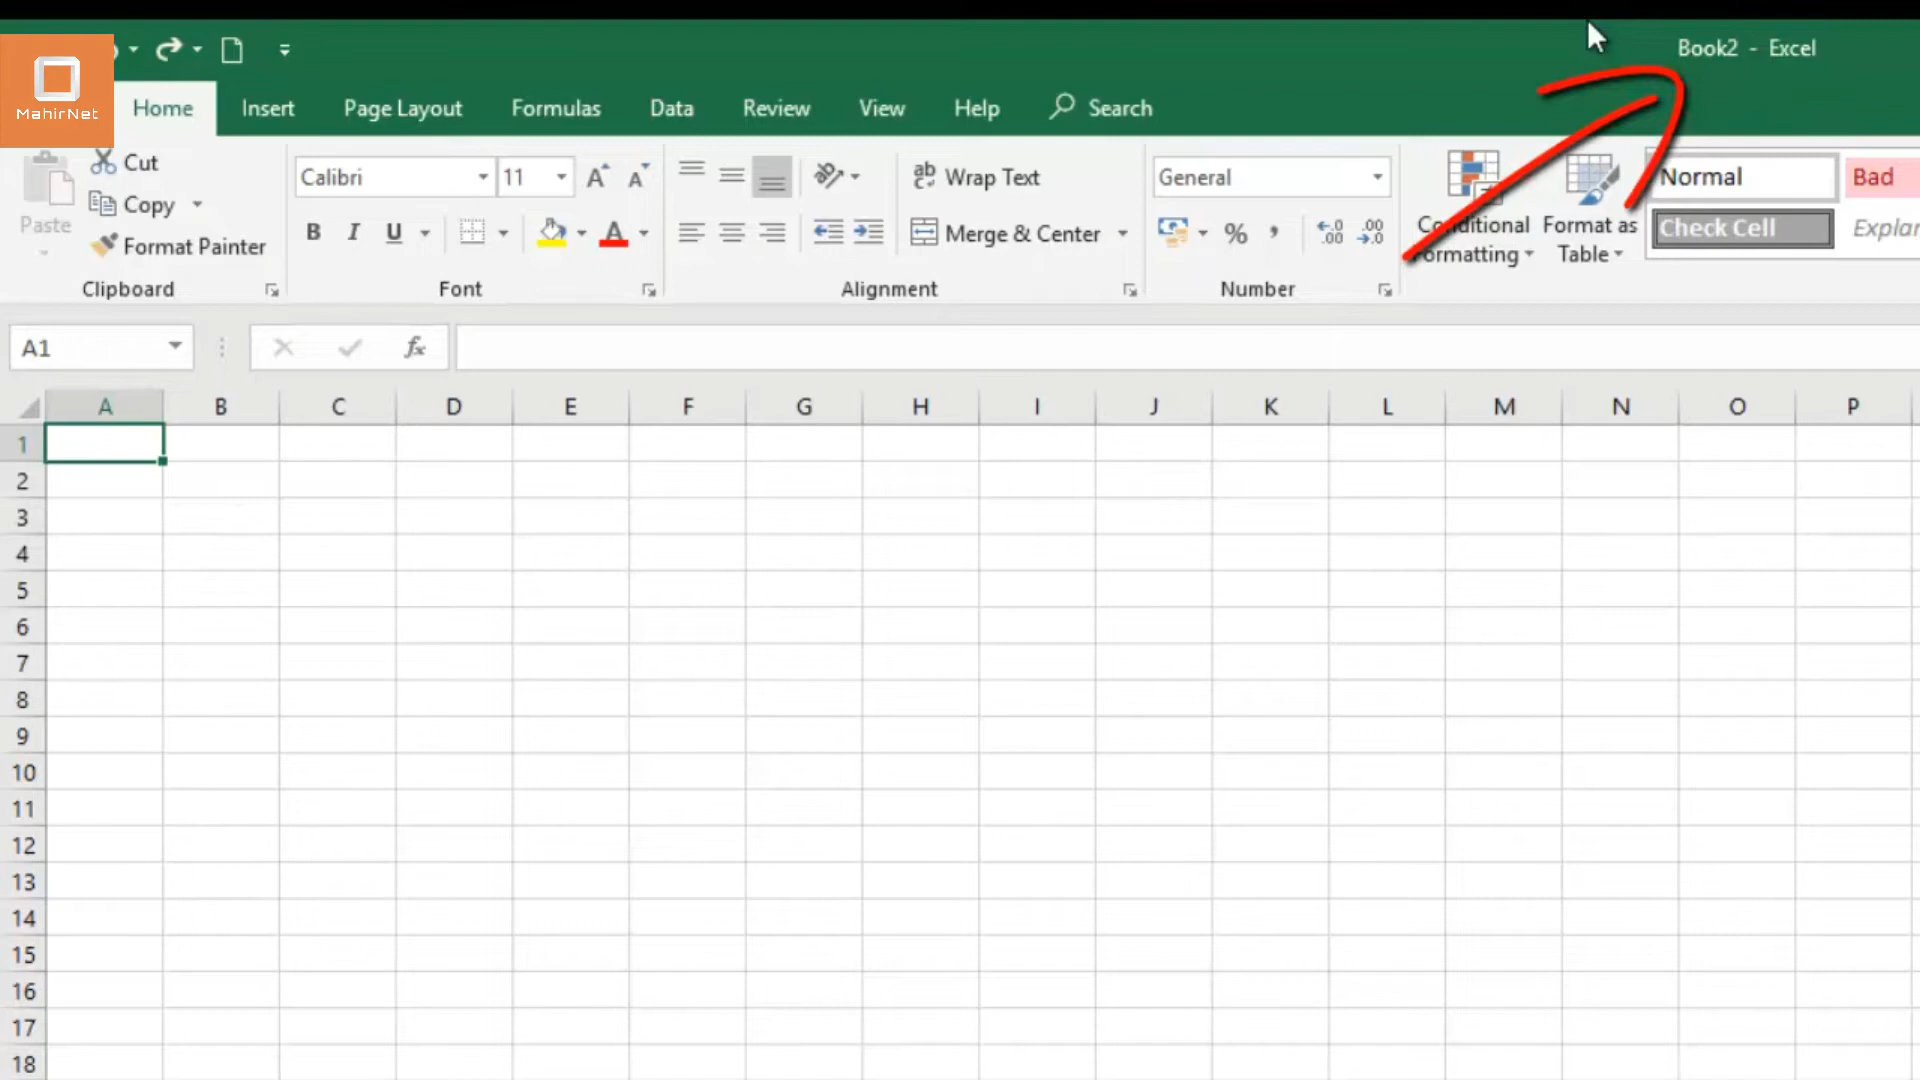 Book2 - Excel
MahirNet
Home Insert Page Layout Formulas Data Review View Help Search
Paste
Cut
Copy
Format Painter
Clipboard
Calibri 11
B I U
Font
Wrap Text
Merge & Center
Alignment
General
Number
Conditional
Formatting
Format as
Table
Normal Bad
Check Cell Explan
A1
fx
A B C D E F G H I J K L M N O P
1
2
3
4
5
6
7
8
9
10
11
12
13
14
15
16
17
18